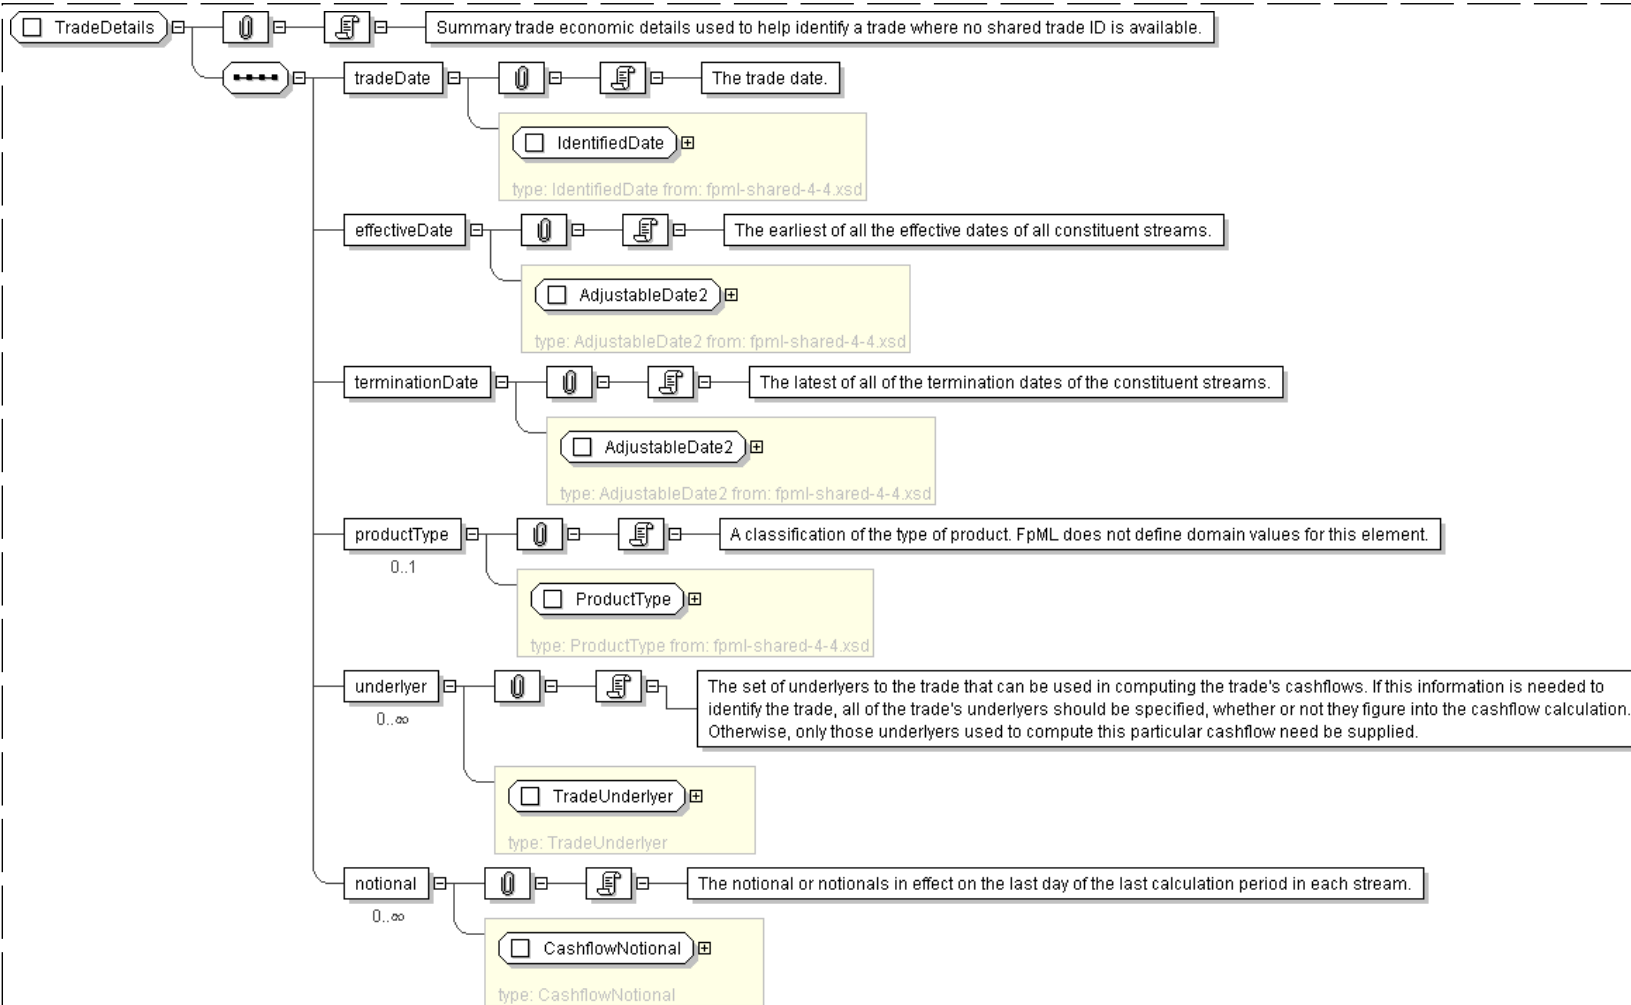 TradeDetails
Summary trade economic details used to help identify a trade where no shared trade ID is available.
tradeDate
The trade date.
IdentifiedDate
type: IdentifiedDate from: fpml-shared-4-4.xsd
effectiveDate
The earliest of all the effective dates of all constituent streams.
AdjustableDate2
type: AdjustableDate2 from: fpml-shared-4-4.xsd
terminationDate
The latest of all of the termination dates of the constituent streams.
AdjustableDate2
type: AdjustableDate2 from: fpml-shared-4-4.xsd
productType
A classification of the type of product. FpML does not define domain values for this element.
0..1
ProductType
type: ProductType from: fpml-shared-4-4.xsd
underlyer
0..∞
The set of underlyers to the trade that can be used in computing the trade's cashflows. If this information is needed to
identify the trade, all of the trade's underlyers should be specified, whether or not they figure into the cashflow calculation.
Otherwise, only those underlyers used to compute this particular cashflow need be supplied.
TradeUnderlyer
type: TradeUnderlyer
notional
The notional or notionals in effect on the last day of the last calculation period in each stream.
0..∞
CashflowNotional
type: CashflowNotional